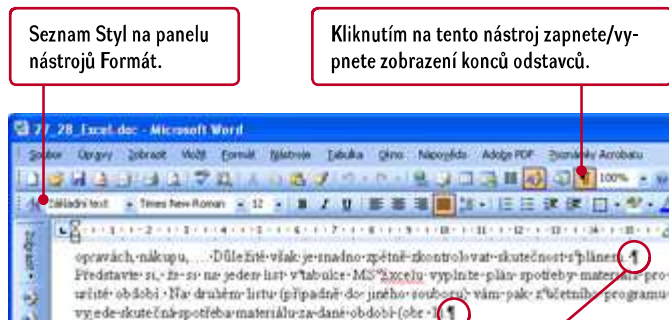 Seznam Styl na panelu
nástrojů Formát.
Kliknutím na tento nástroj zapnete/vy-
pnete zobrazení konců odstavců.
27_28_Excel.doc - Microsoft Word
Soubor Úpravy Zobrazit Vložit Formát Nástroje Tabulka Okno Nápověda Adobe PDF Poznámky Acrobatu
100%
Základní text Times New Roman 12 B I U
opravách, nákupu, ... Důležité však je snadno zpětně zkontrolovat skutečnost s plánem. ¶
Představte si, že si na jeden list v tabulce MS Excelu vyplníte plán spotřeby materiálů pro
určité období. Na druhém listu (případně do jiného souboru) vám pak z účetního programu
vyjede skutečná spotřeba materiálu za dané období (obr. 1). ¶